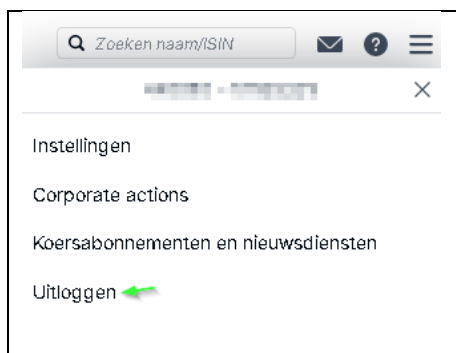 Zoeken naam/ISIN
Instellingen
Corporate actions
Koersabonnementen en nieuwsdiensten
Uitloggen